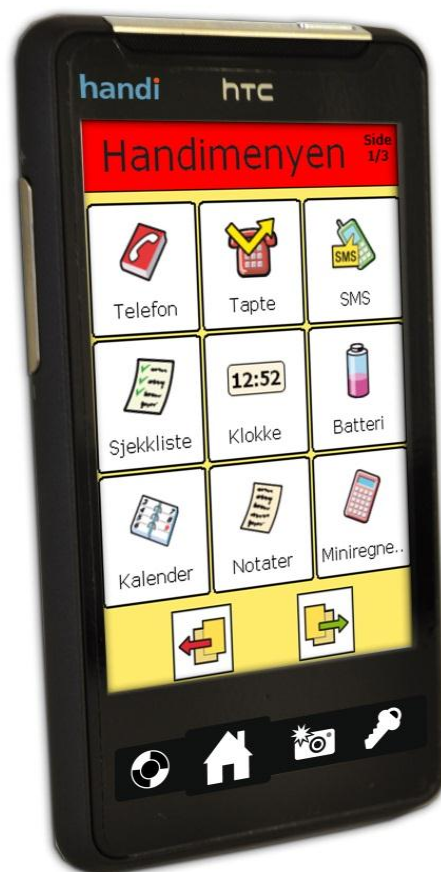 handi hTC
Handimenyen Side
1/3
Telefon Tapte SMS
SMS
12:52
Sjekkliste Klokke Batteri
Kalender Notater Miniregne..